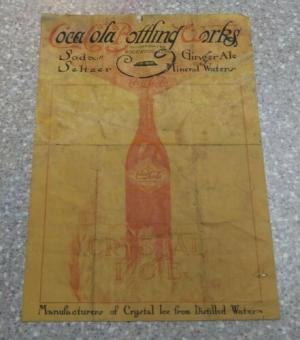 Coca Cola Bottling Works
Soda Ginger Ale
Seltzer Mineral Waters
CRYSTAL
ICE
Manufacturers of Crystal Ice from Distilled Water